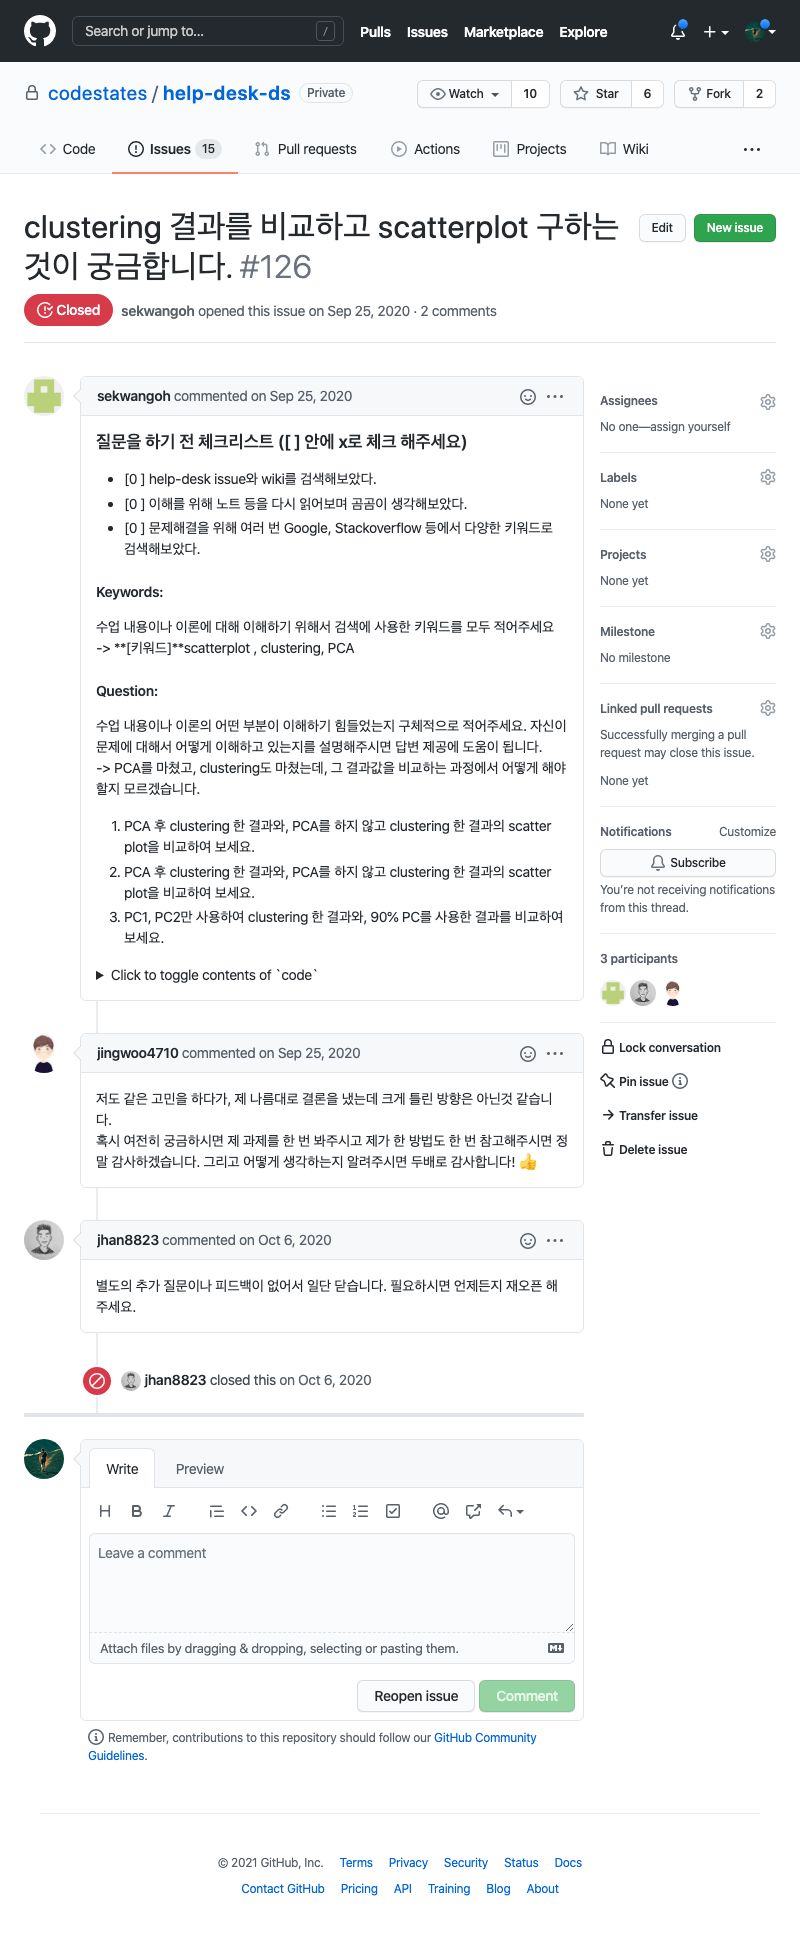 Search or jump to... /
Pulls Issues Marketplace Explore
codestates / help-desk-ds Private
Watch 10 Star 6 Fork 2
Code Issues 15 Pull requests Actions Projects Wiki ...
clustering 결과를 비교하고 scatterplot 구하는
것이 궁금합니다. #126
Edit New issue
Closed sekwangoh opened this issue on Sep 25, 2020 · 2 comments
sekwangoh commented on Sep 25, 2020
질문을 하기 전 체크리스트 ([ ] 안에 x로 체크 해주세요)
• [0 ] help-desk issue와 wiki를 검색해보았다.
• [0 ] 이해를 위해 노트 등을 다시 읽어보며 곰곰이 생각해보았다.
• [0 ] 문제해결을 위해 여러 번 Google, Stackoverflow 등에서 다양한 키워드로
검색해보았다.
Keywords:
수업 내용이나 이론에 대해 이해하기 위해서 검색에 사용한 키워드를 모두 적어주세요
-> **[키워드]**scatterplot , clustering, PCA
Question:
수업 내용이나 이론의 어떤 부분이 이해하기 힘들었는지 구체적으로 적어주세요. 자신이
문제에 대해서 어떻게 이해하고 있는지를 설명해주시면 답변 제공에 도움이 됩니다.
-> PCA를 마쳤고, clustering도 마쳤는데, 그 결과값을 비교하는 과정에서 어떻게 해야
할지 모르겠습니다.
1. PCA 후 clustering 한 결과와, PCA를 하지 않고 clustering 한 결과의 scatter
plot을 비교하여 보세요.
2. PCA 후 clustering 한 결과와, PCA를 하지 않고 clustering 한 결과의 scatter
plot을 비교하여 보세요.
3. PC1, PC2만 사용하여 clustering 한 결과와, 90% PC를 사용한 결과를 비교하여
보세요.
Click to toggle contents of `code`
jingwoo4710 commented on Sep 25, 2020
저도 같은 고민을 하다가, 제 나름대로 결론을 냈는데 크게 틀린 방향은 아닌것 같습니
다.
혹시 여전히 궁금하시면 제 과제를 한 번 봐주시고 제가 한 방법도 한 번 참고해주시면 정
말 감사하겠습니다. 그리고 어떻게 생각하는지 알려주시면 두배로 감사합니다! 👍
jhan8823 commented on Oct 6, 2020
별도의 추가 질문이나 피드백이 없어서 일단 닫습니다. 필요하시면 언제든지 재오픈 해
주세요.
jhan8823 closed this on Oct 6, 2020
Write Preview
H B I @
Leave a comment
Attach files by dragging & dropping, selecting or pasting them.
Reopen issue Comment
Remember, contributions to this repository should follow our GitHub Community
Guidelines.
Assignees
No one—assign yourself
Labels
None yet
Projects
None yet
Milestone
No milestone
Linked pull requests
Successfully merging a pull
request may close this issue.
None yet
Notifications Customize
Subscribe
You're not receiving notifications
from this thread.
3 participants
Lock conversation
Pin issue
Transfer issue
Delete issue
© 2021 GitHub, Inc. Terms Privacy Security Status Docs
Contact GitHub Pricing API Training Blog About